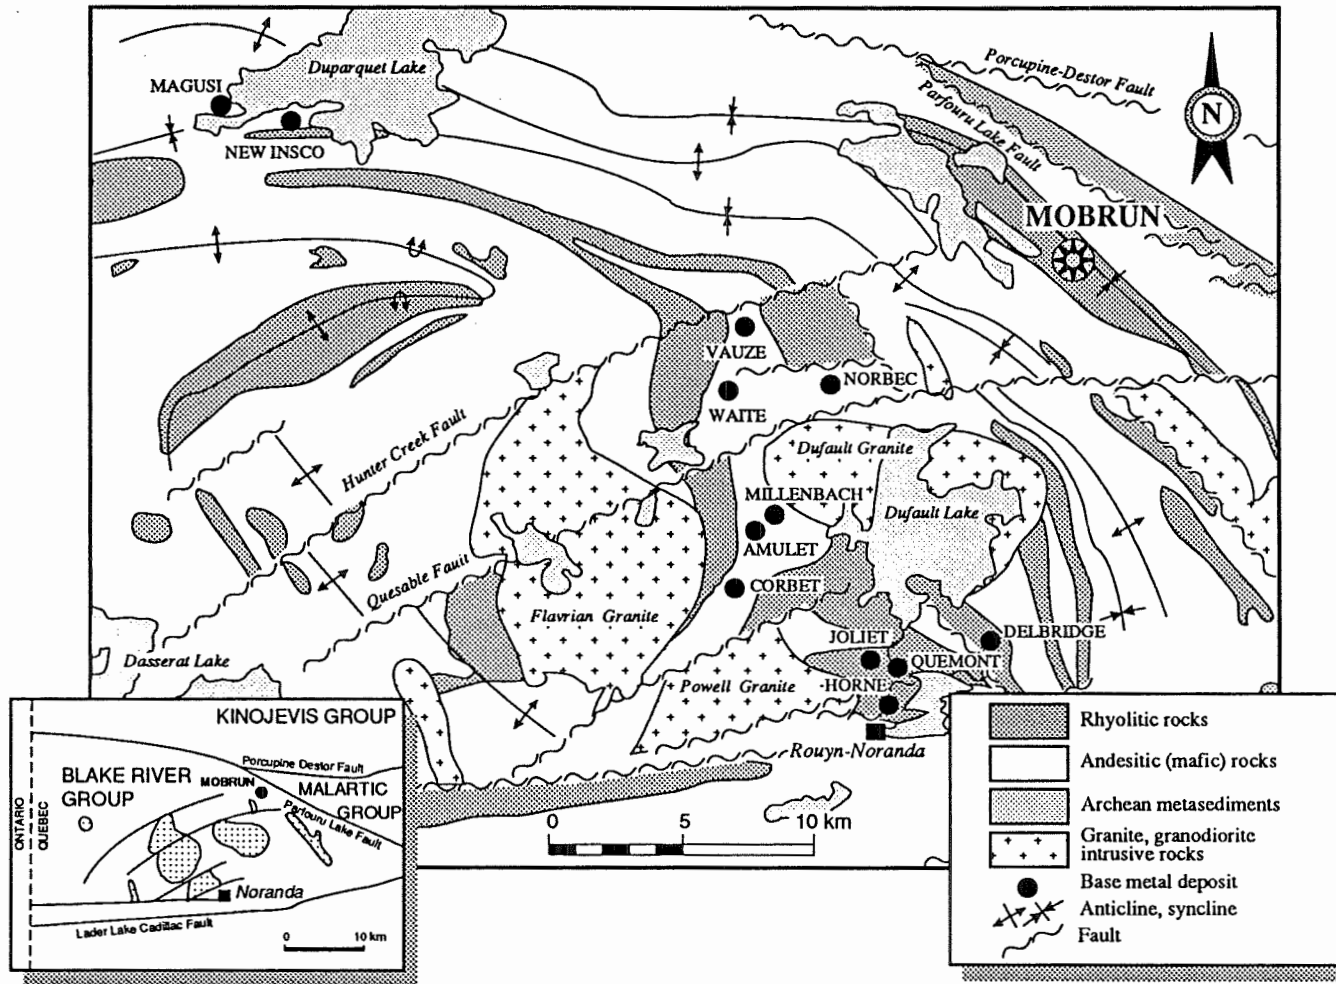 Porcupine-Destor Fault
Duparquet Lake
Parfouru Lake Fault
N
MAGUSI
NEW INSCO
MOBRUN
VAUZE
NORBEC
WAITE
Hunter Creek Fault
Dufault Granite
MILLENBACH
Dufault Lake
AMULET
Quesable Fault
CORBET
Flavrian Granite
DELBRIDGE
JOLIET
QUEMONT
Dasserat Lake
Powell Granite
-HORNE
Rouyn-Noranda
0 5 10 km
KINOJEVIS GROUP
Porcupine Destor Fault
BLAKE RIVER
GROUP
MOBRUN
MALARTIC
GROUP
Parfouru Lake Fault
ONTARIO
QUEBEC
Noranda
Lader Lake Cadillac Fault
0 10 km
Rhyolitic rocks
Andesitic (mafic) rocks
Archean metasediments
Granite, granodiorite
intrusive rocks
Base metal deposit
Anticline, syncline
Fault